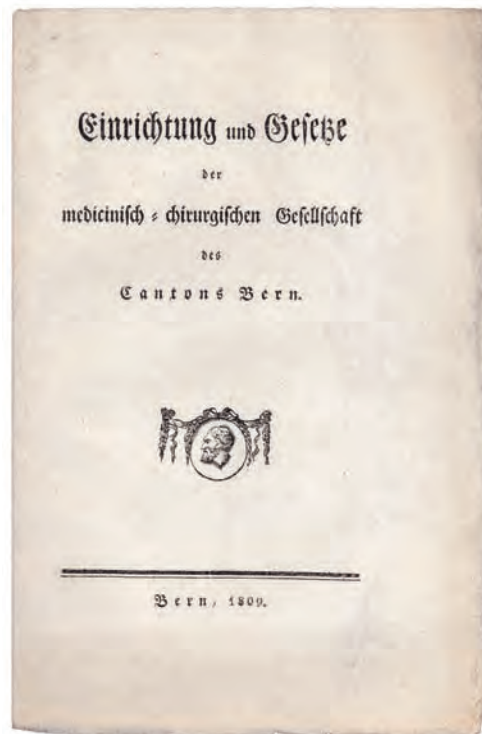 Einrichtung und Gesetze
der
medicinisch-chirurgischen Gesellschaft
des
Cantons Bern.
Bern, 1809.